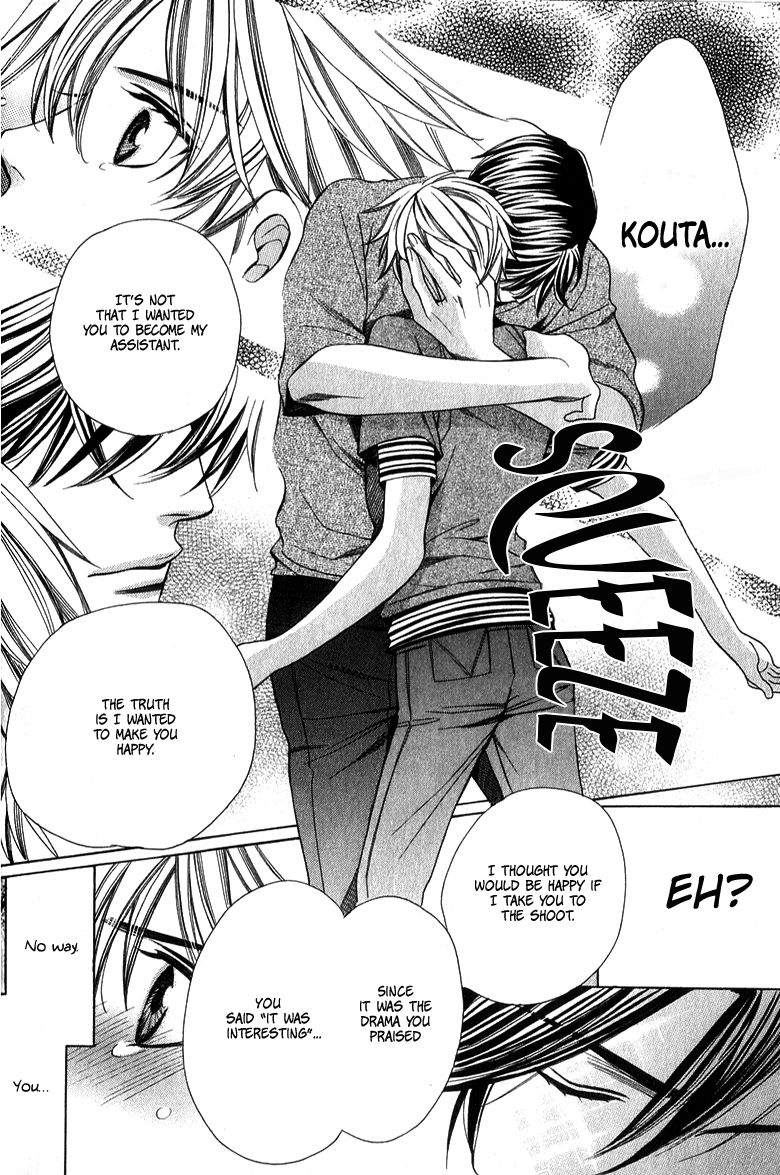 KOUTA...
IT'S NOT
THAT I WANTED
YOU TO BECOME MY
ASSISTANT.
SQUEEZE
THE TRUTH
IS I WANTED
TO MAKE YOU
HAPPY.
EH?
I THOUGHT YOU
WOULD BE HAPPY IF
I TAKE YOU TO
THE SHOOT.
SINCE
IT WAS THE
DRAMA YOU
PRAISED
YOU
SAID "IT WAS
INTERESTING"...
No way.
You...